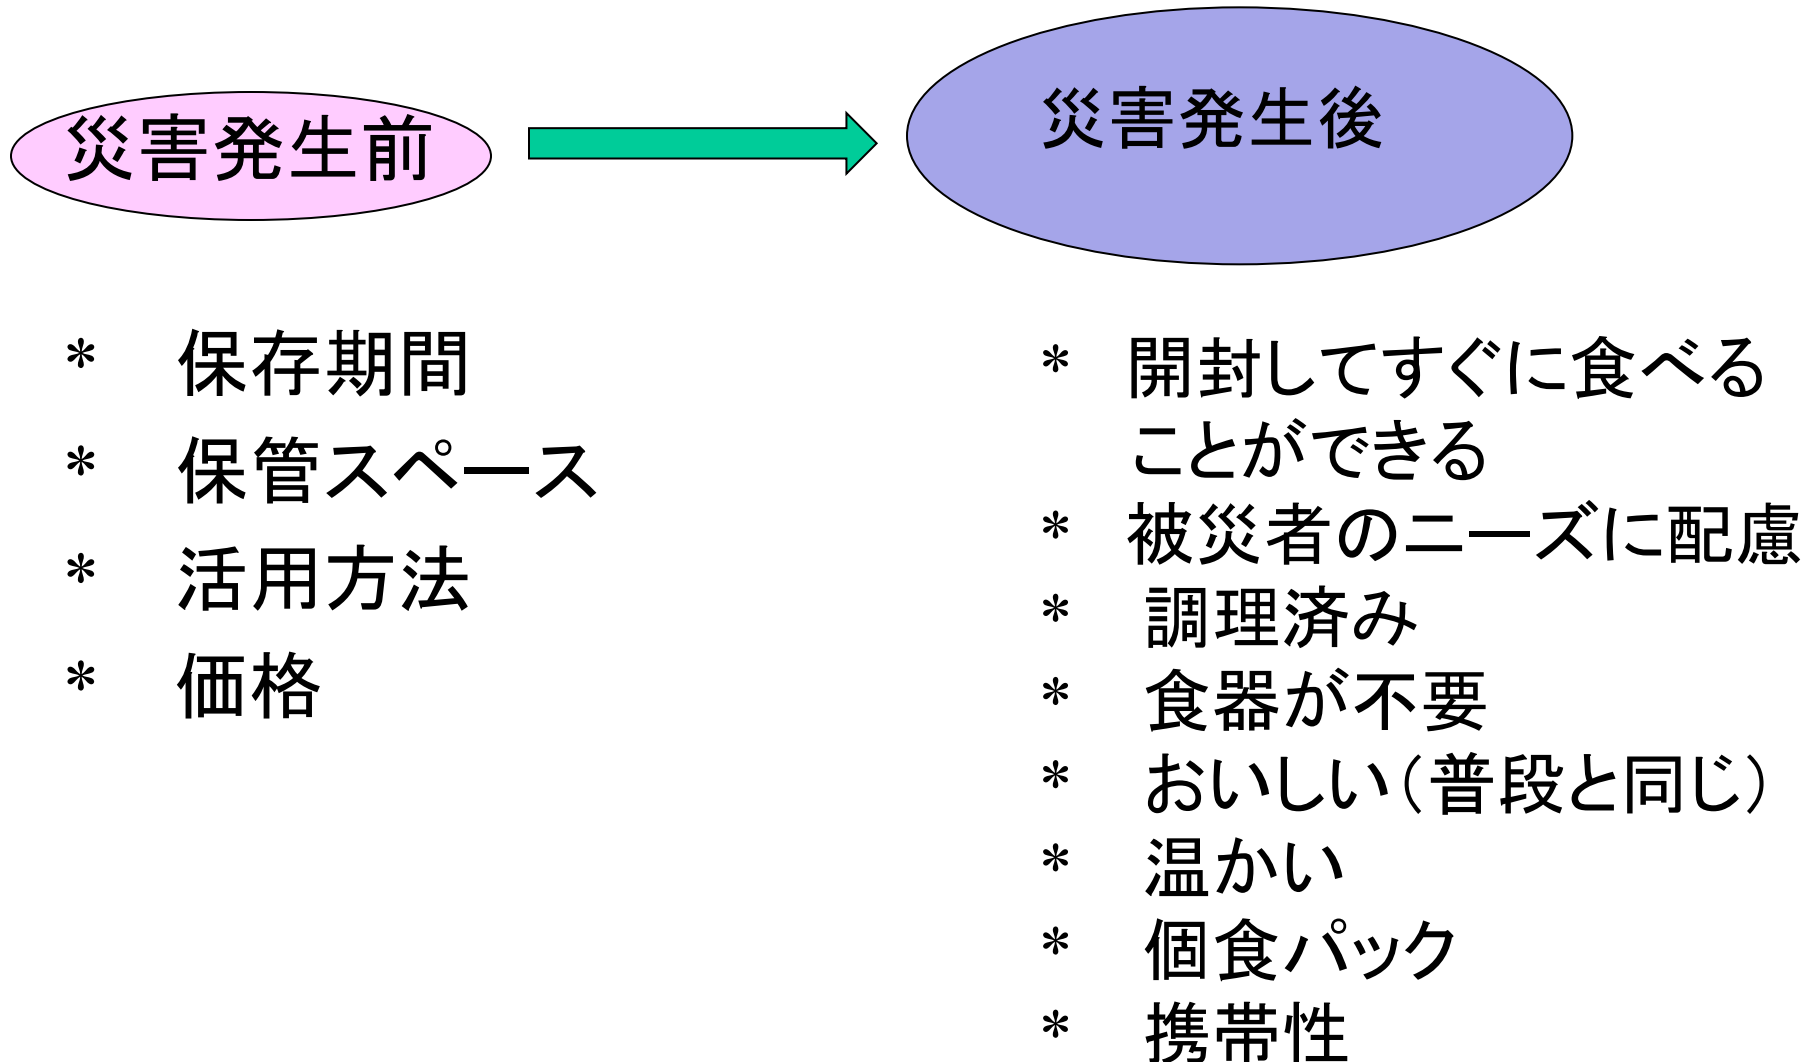 災害発生前
災害発生後
* 保存期間
* 保管スペース
* 活用方法
* 価格
* 開封してすぐに食べる
ことができる
* 被災者のニーズに配慮
* 調理済み
* 食器が不要
* おいしい（普段と同じ）
* 温かい
* 個食パック
* 携帯性